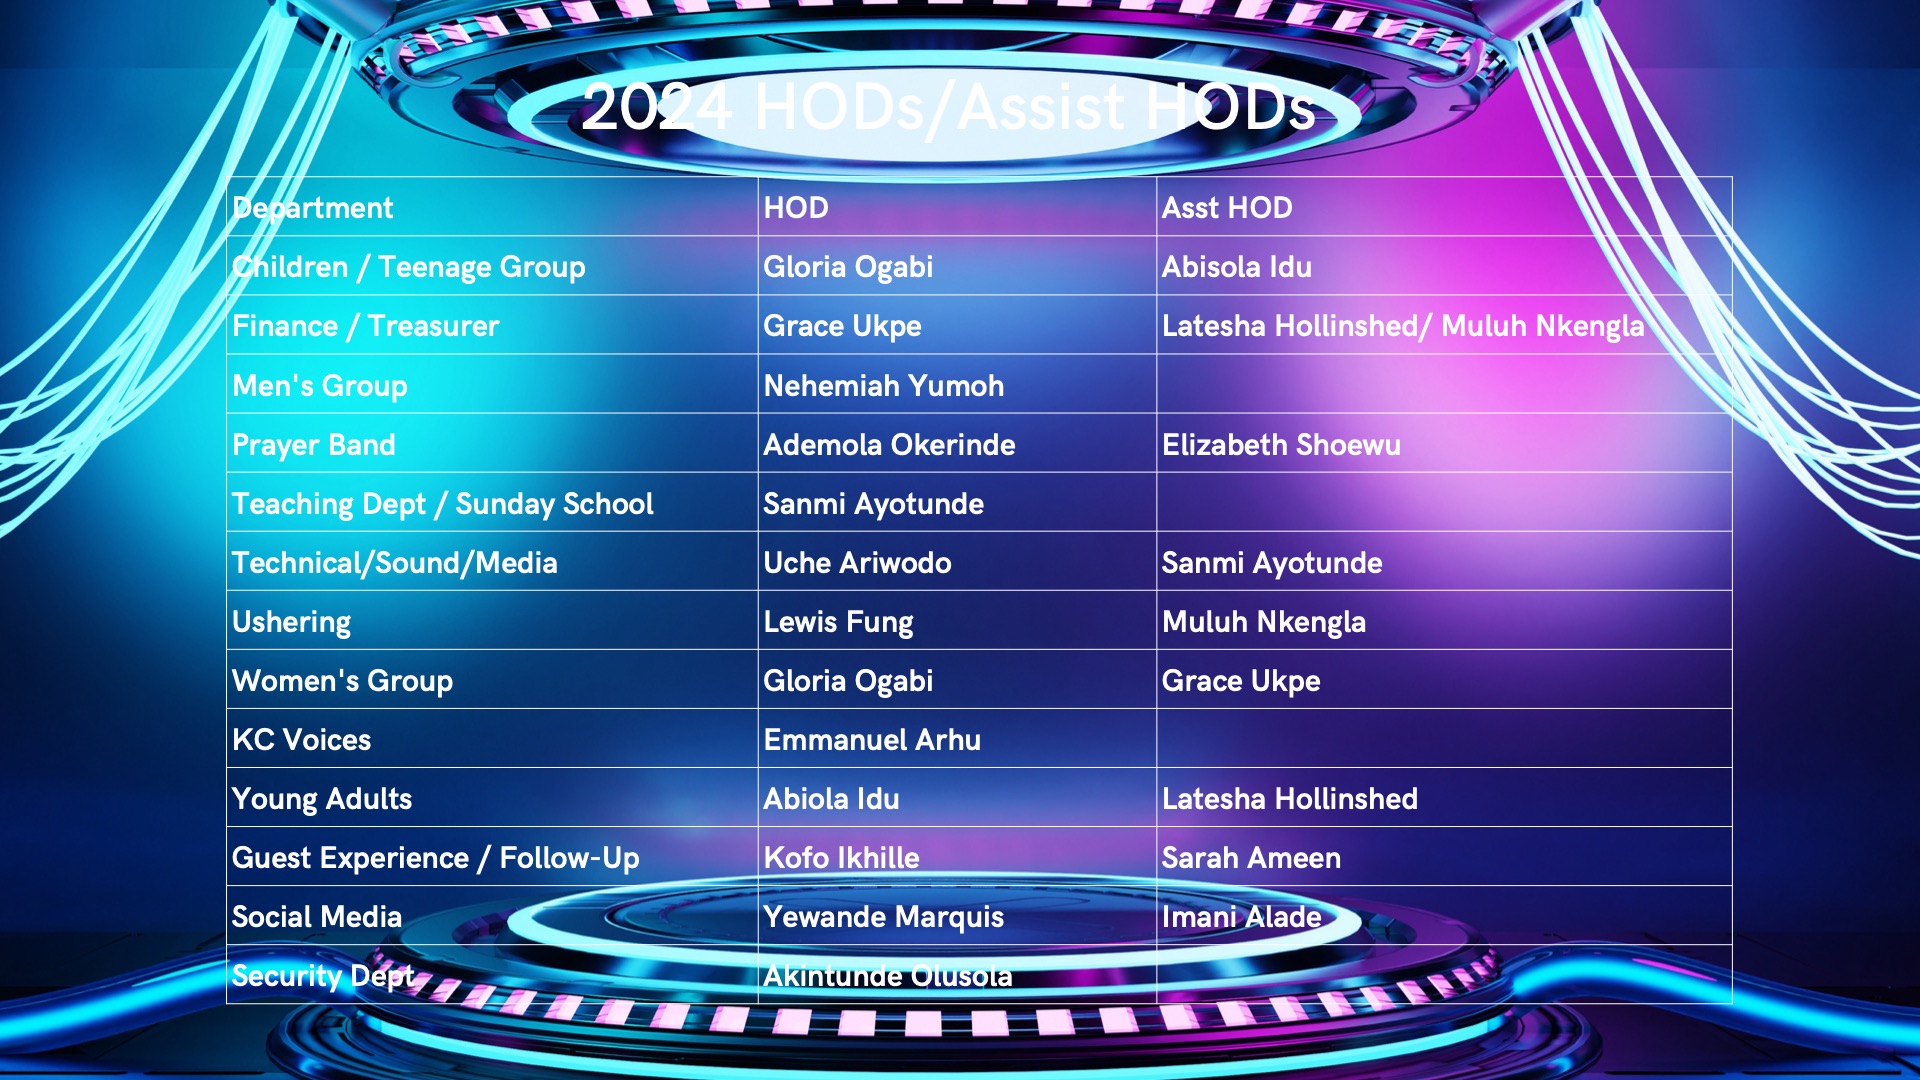 2024 HODs/Assist HODs
Department HOD Asst HOD
Children / Teenage Group Gloria Ogabi Abisola Idu
Finance / Treasurer Grace Ukpe Latesha Hollinshed/ Muluh Nkengla
Men's Group Nehemiah Yumoh
Prayer Band Ademola Okerinde Elizabeth Shoewu
Teaching Dept / Sunday School Sanmi Ayotunde
Technical/Sound/Media Uche Ariwodo Sanmi Ayotunde
Ushering Lewis Fung Muluh Nkengla
Women's Group Gloria Ogabi Grace Ukpe
KC Voices Emmanuel Arhu
Young Adults Abiola Idu Latesha Hollinshed
Guest Experience / Follow-Up Kofo Ikhille Sarah Ameen
Social Media Yewande Marquis Imani Alade
Security Dept Akintunde Olusola